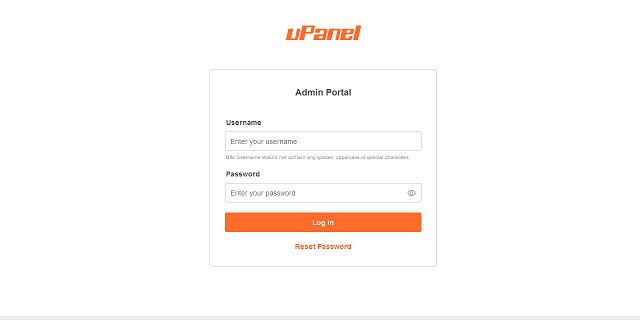 uPanel
Admin Portal
Username
Enter your username
NB: Username should not contain any spaces, uppercase or special characters.
Password
Enter your password
Log in
Reset Password